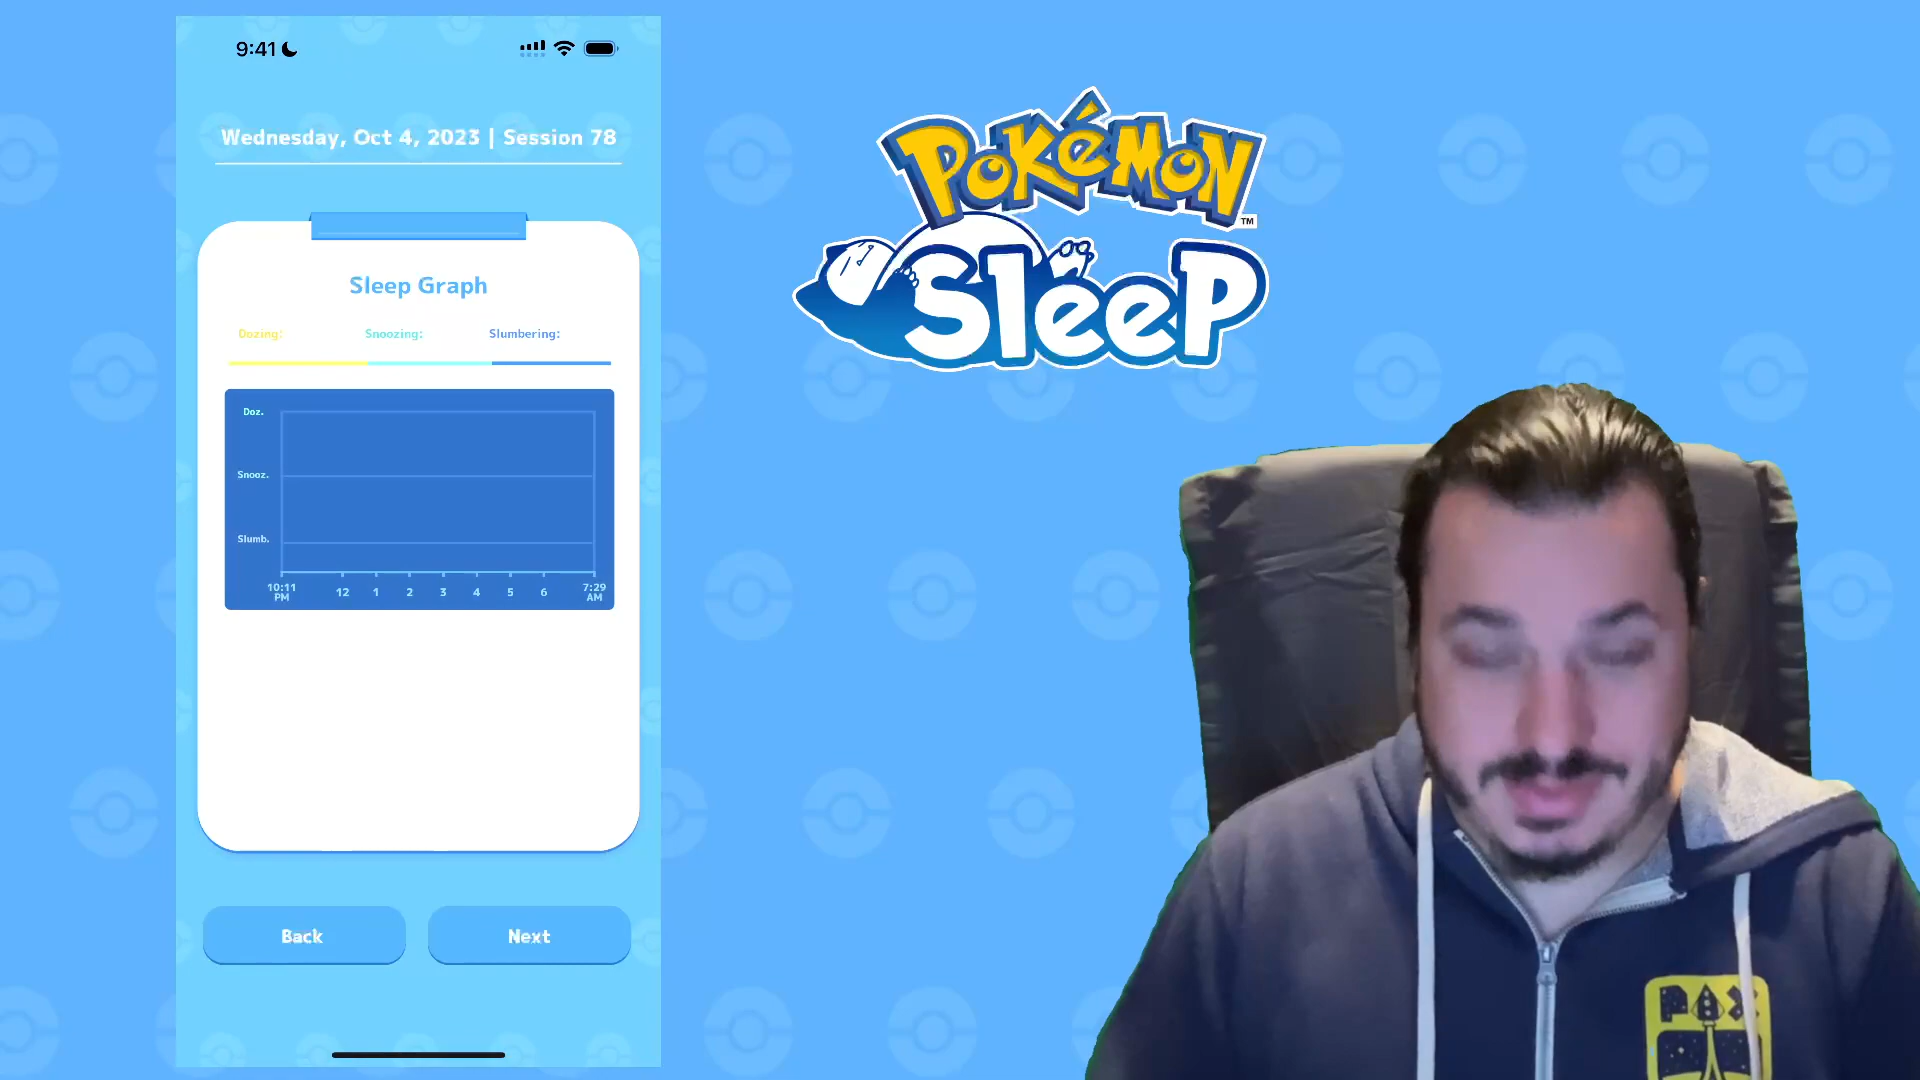 9:41
Wednesday, Oct 4, 2023 | Session 78
Sleep Graph
Dozing: Snoozing: Slumbering:
Doz.
Snooz.
Slumb.
10:11 PM 12 1 2 3 4 5 6 7:29 AM
Back Next
POKÉMON
TM
Sleep
PAX